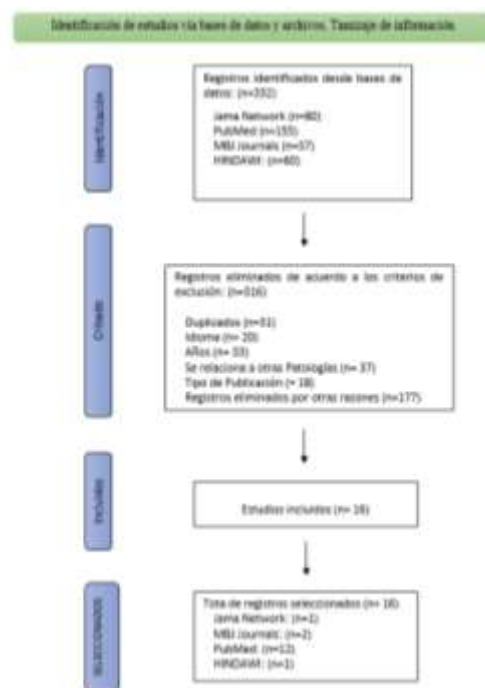 Identificación de estudios vía bases de datos y archivos. Tamizaje de información
Identificación
Registros identificados desde bases de
datos: (n=332)
Jama Network (n=80)
PubMed (n=155)
Journals (n=37)
HINDAWI: (n=60)
Cribado
Registros eliminados de acuerdo a los criterios de
exclusión: (n=316)
Duplicados (n=31)
Idioma (n= 20)
Años (n= 33)
Se relaciona a otras Patologías (n= 37)
Tipo de Publicación (= 18)
Registros eliminados por otras razones (n=177)
Incluidos
Estudios incluidos (n= 16)
SELECCIONADOS
Tota de registros seleccionados (n= 16)
Jama Network: (n=1)
Journals: (n=2)
PubMed: (n=12)
HINDAWI: (n=1)